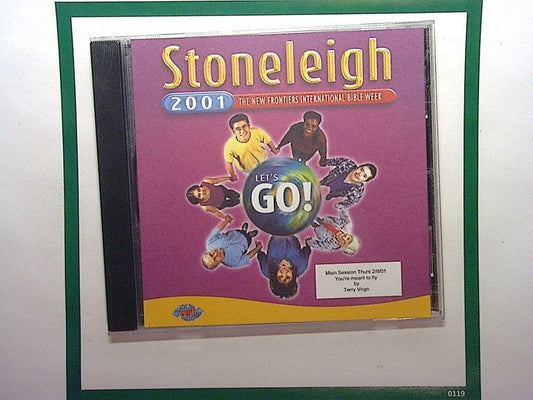 Stoneleigh
2001 THE NEW FRONTIERS INTERNATIONAL BIBLE WEEK
LET'S
GO!
Main Session Thurs 2/8/01
You're meant to fly
by
Terry Virgo
0119